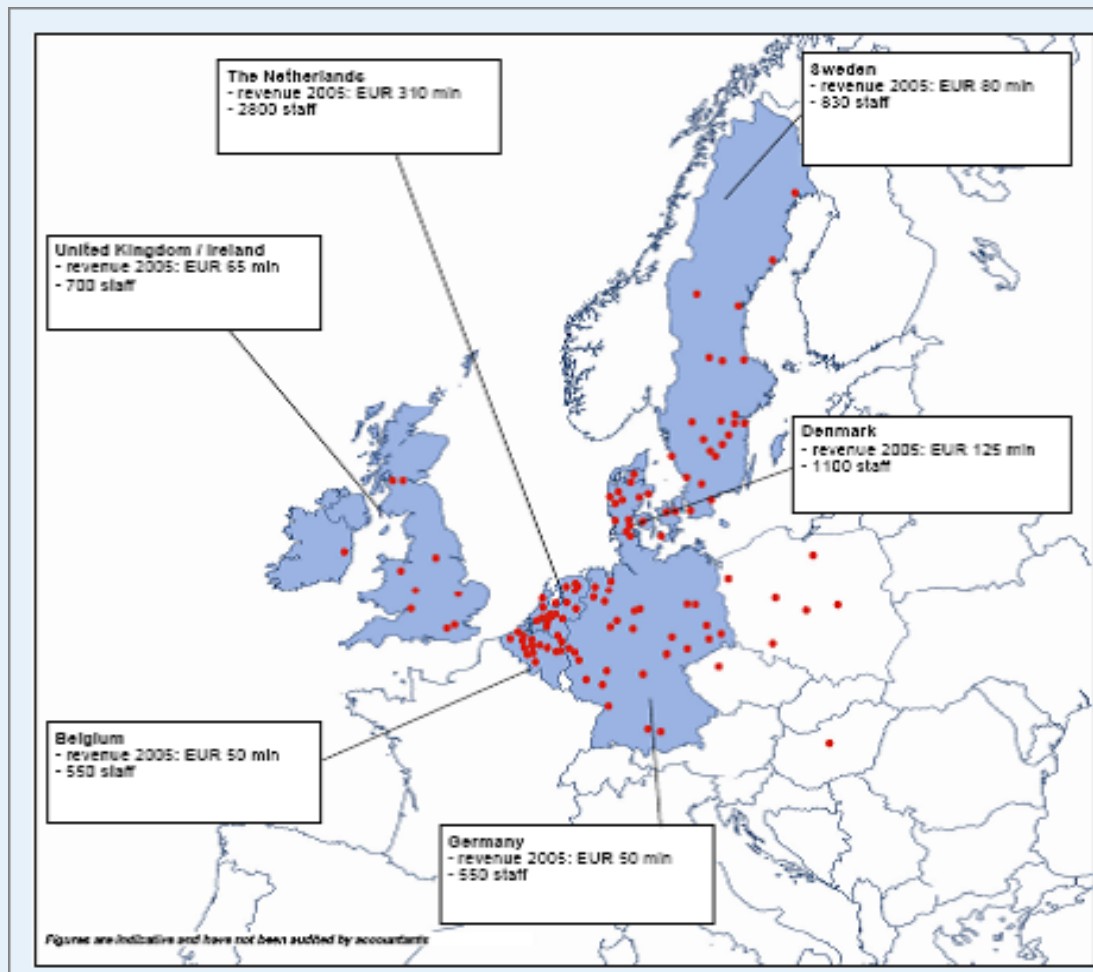 The Netherlands
- revenue 2005: EUR 310 mln
- 2800 staff
Sweden
- revenue 2005: EUR 80 mln
- 830 staff
United Kingdom / Ireland
- revenue 2005: EUR 65 mln
- 700 staff
Denmark
- revenue 2005: EUR 125 mln
- 1100 staff
Belgium
- revenue 2005: EUR 50 mln
- 550 staff
Germany
- revenue 2005: EUR 50 mln
- 550 staff
Figures are indicative and have not been audited by accountants